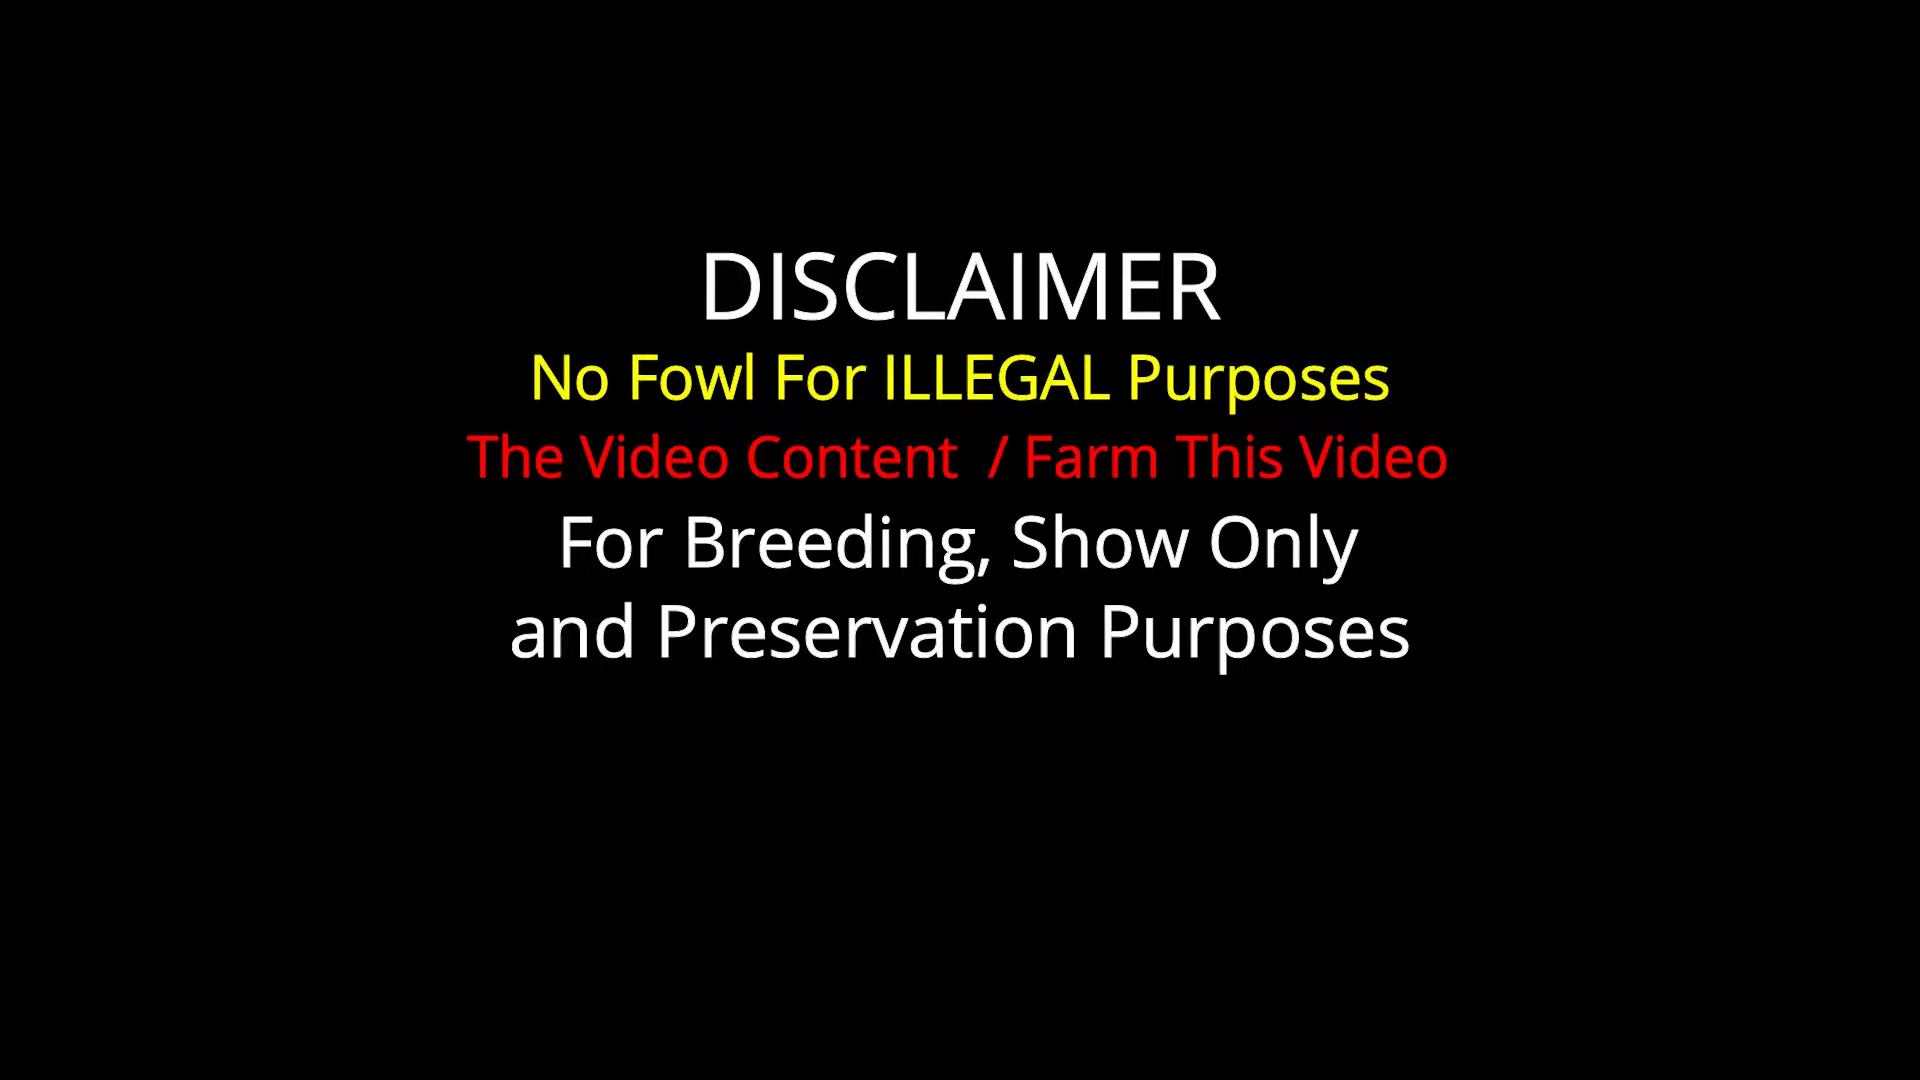 DISCLAIMER
No Fowl For ILLEGAL Purposes
The Video Content / Farm This Video
For Breeding, Show Only
and Preservation Purposes